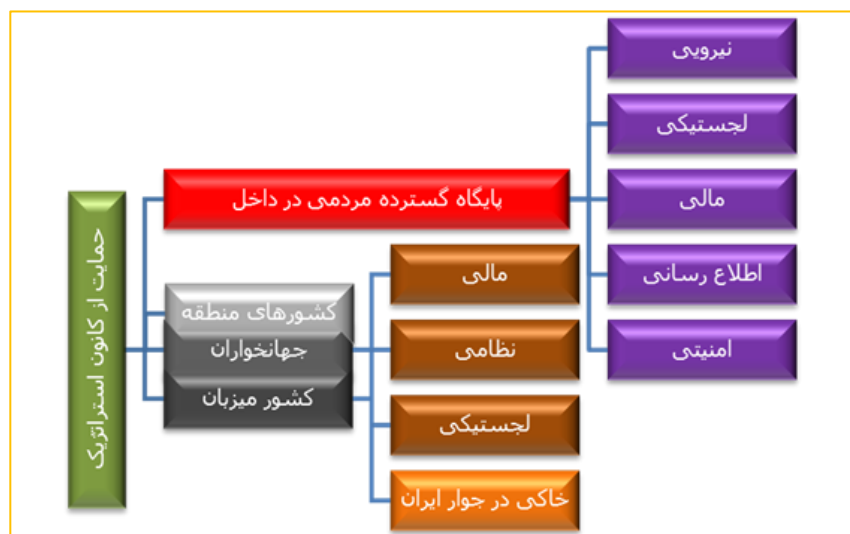 حمایت از کانون استراتژیک
پایگاه گسترده مردمی در داخل
نیرویی
لجستیکی
مالی
اطلاع رسانی
امنیتی
کشورهای منطقه
جهانخواران
کشور میزبان
مالی
نظامی
لجستیکی
خاکی در جوار ایران